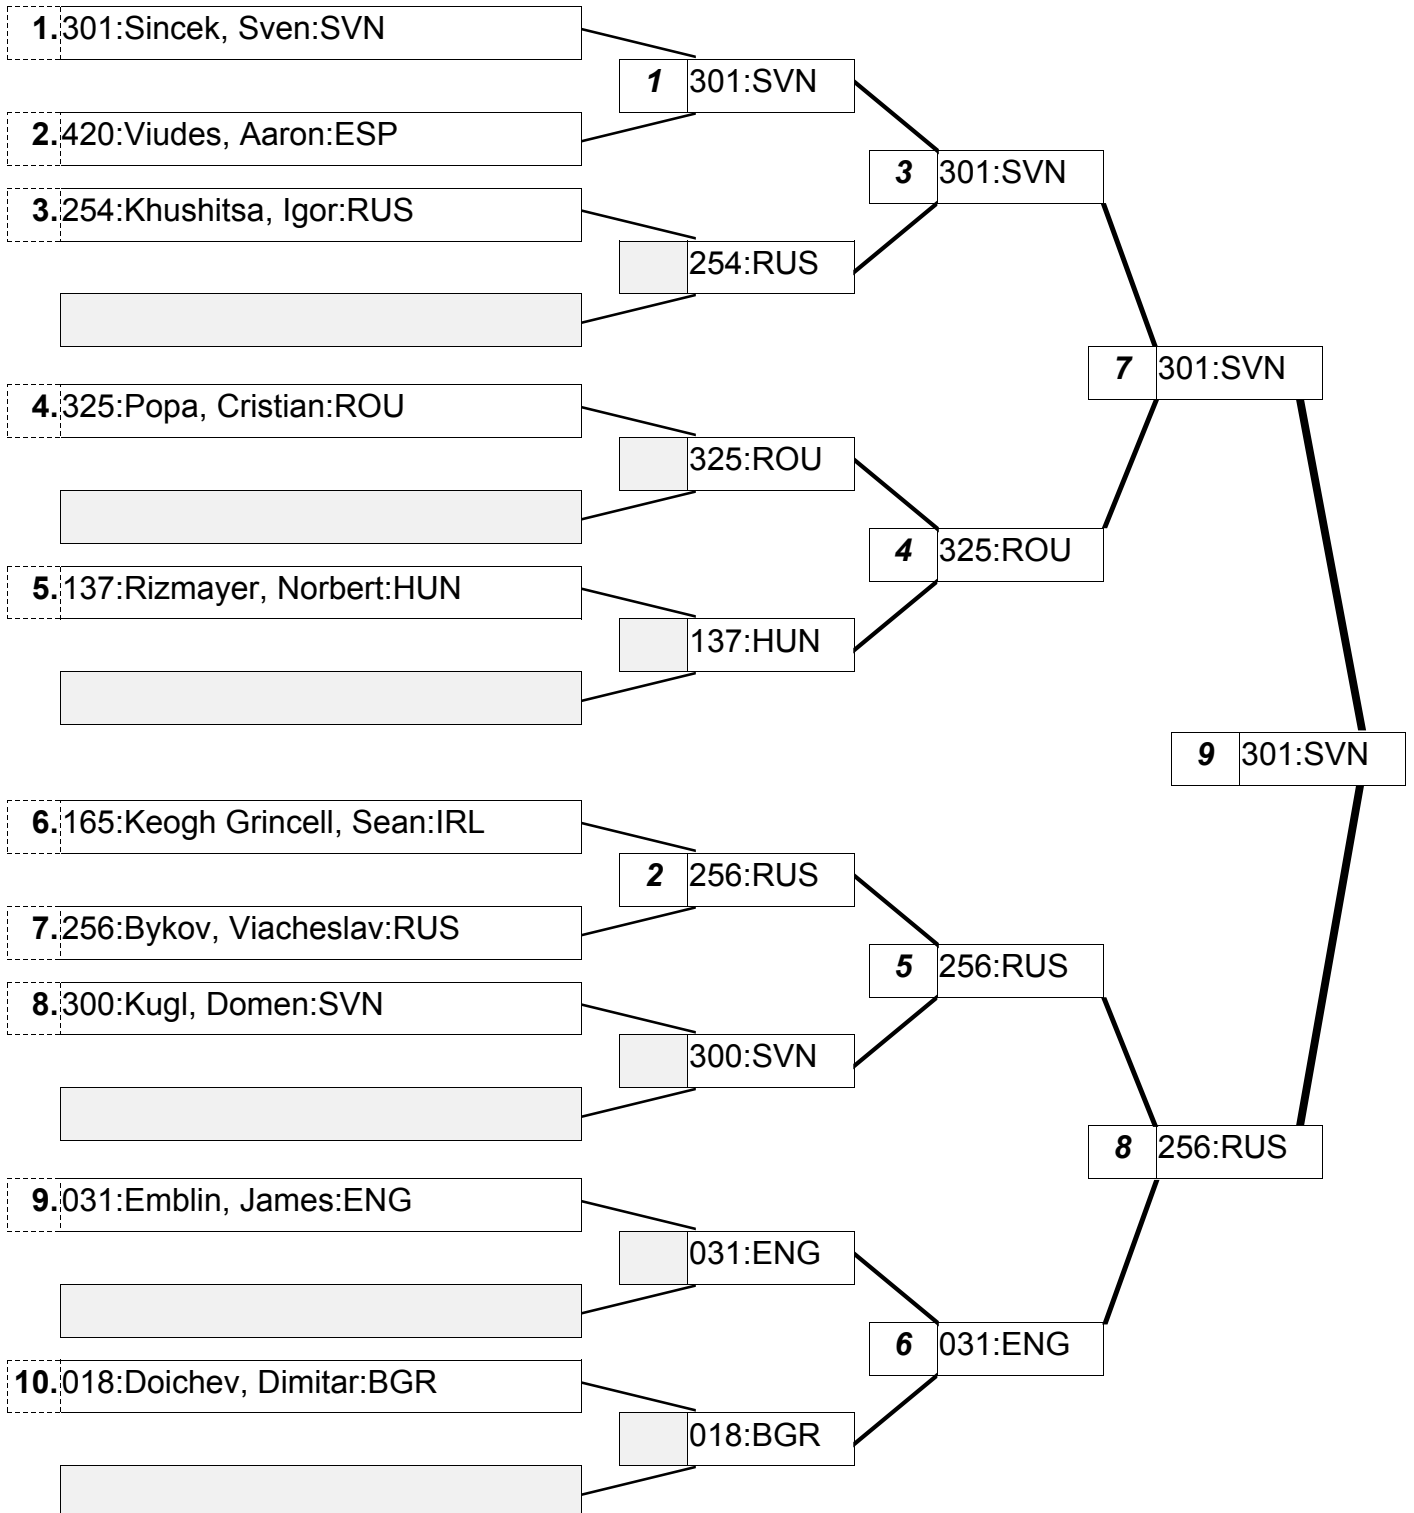 1. 301:Sincek, Sven:SVN
1 301:SVN
2. 420:Viudes, Aaron:ESP
3 301:SVN
3. 254:Khushitsa, Igor:RUS
254:RUS
7 301:SVN
4. 325:Popa, Cristian:ROU
325:ROU
4 325:ROU
5. 137:Rizmayer, Norbert:HUN
137:HUN
9 301:SVN
6. 165:Keogh Grincell, Sean:IRL
2 256:RUS
7. 256:Bykov, Viacheslav:RUS
5 256:RUS
8. 300:Kugl, Domen:SVN
300:SVN
8 256:RUS
9. 031:Emblin, James:ENG
031:ENG
6 031:ENG
10. 018:Doichev, Dimitar:BGR
018:BGR